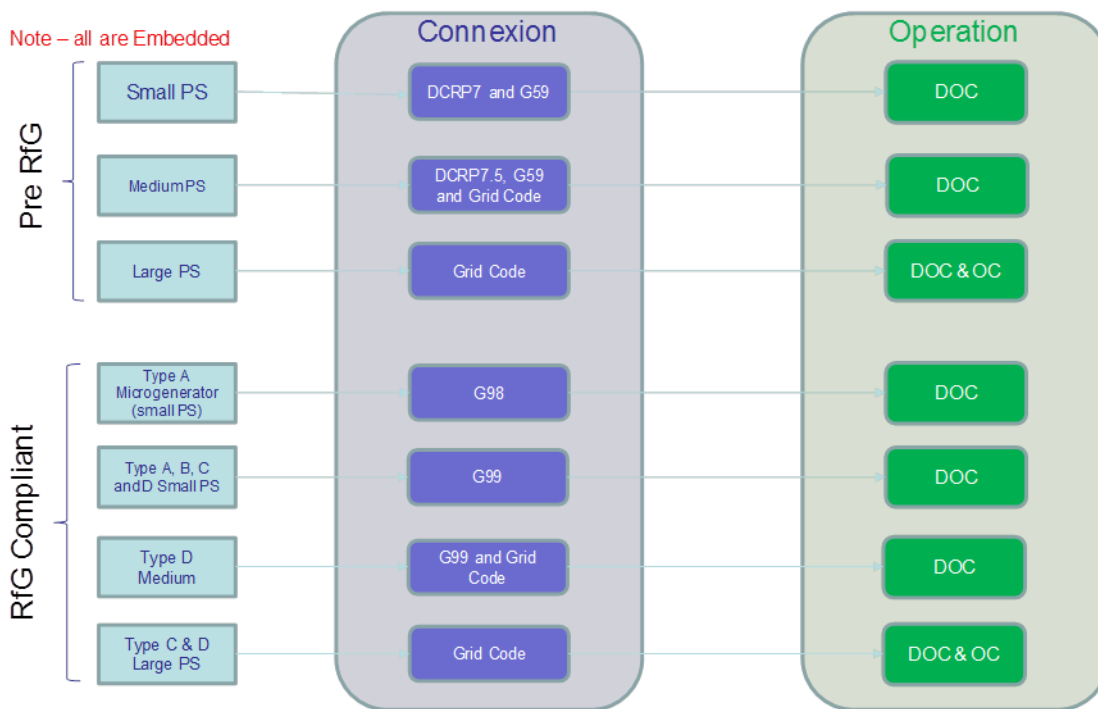 Connexion
Operation
Note – all are Embedded
Pre RfG
Small PS
DCRP7 and G59
DOC
Medium PS
DCRP7.5, G59
and Grid Code
DOC
Large PS
Grid Code
DOC & OC
RfG Compliant
Type A
Microgenerator
(small PS)
G98
DOC
Type A, B, C
and D Small PS
G99
DOC
Type D
Medium
G99 and Grid
Code
DOC
Type C & D
Large PS
Grid Code
DOC & OC